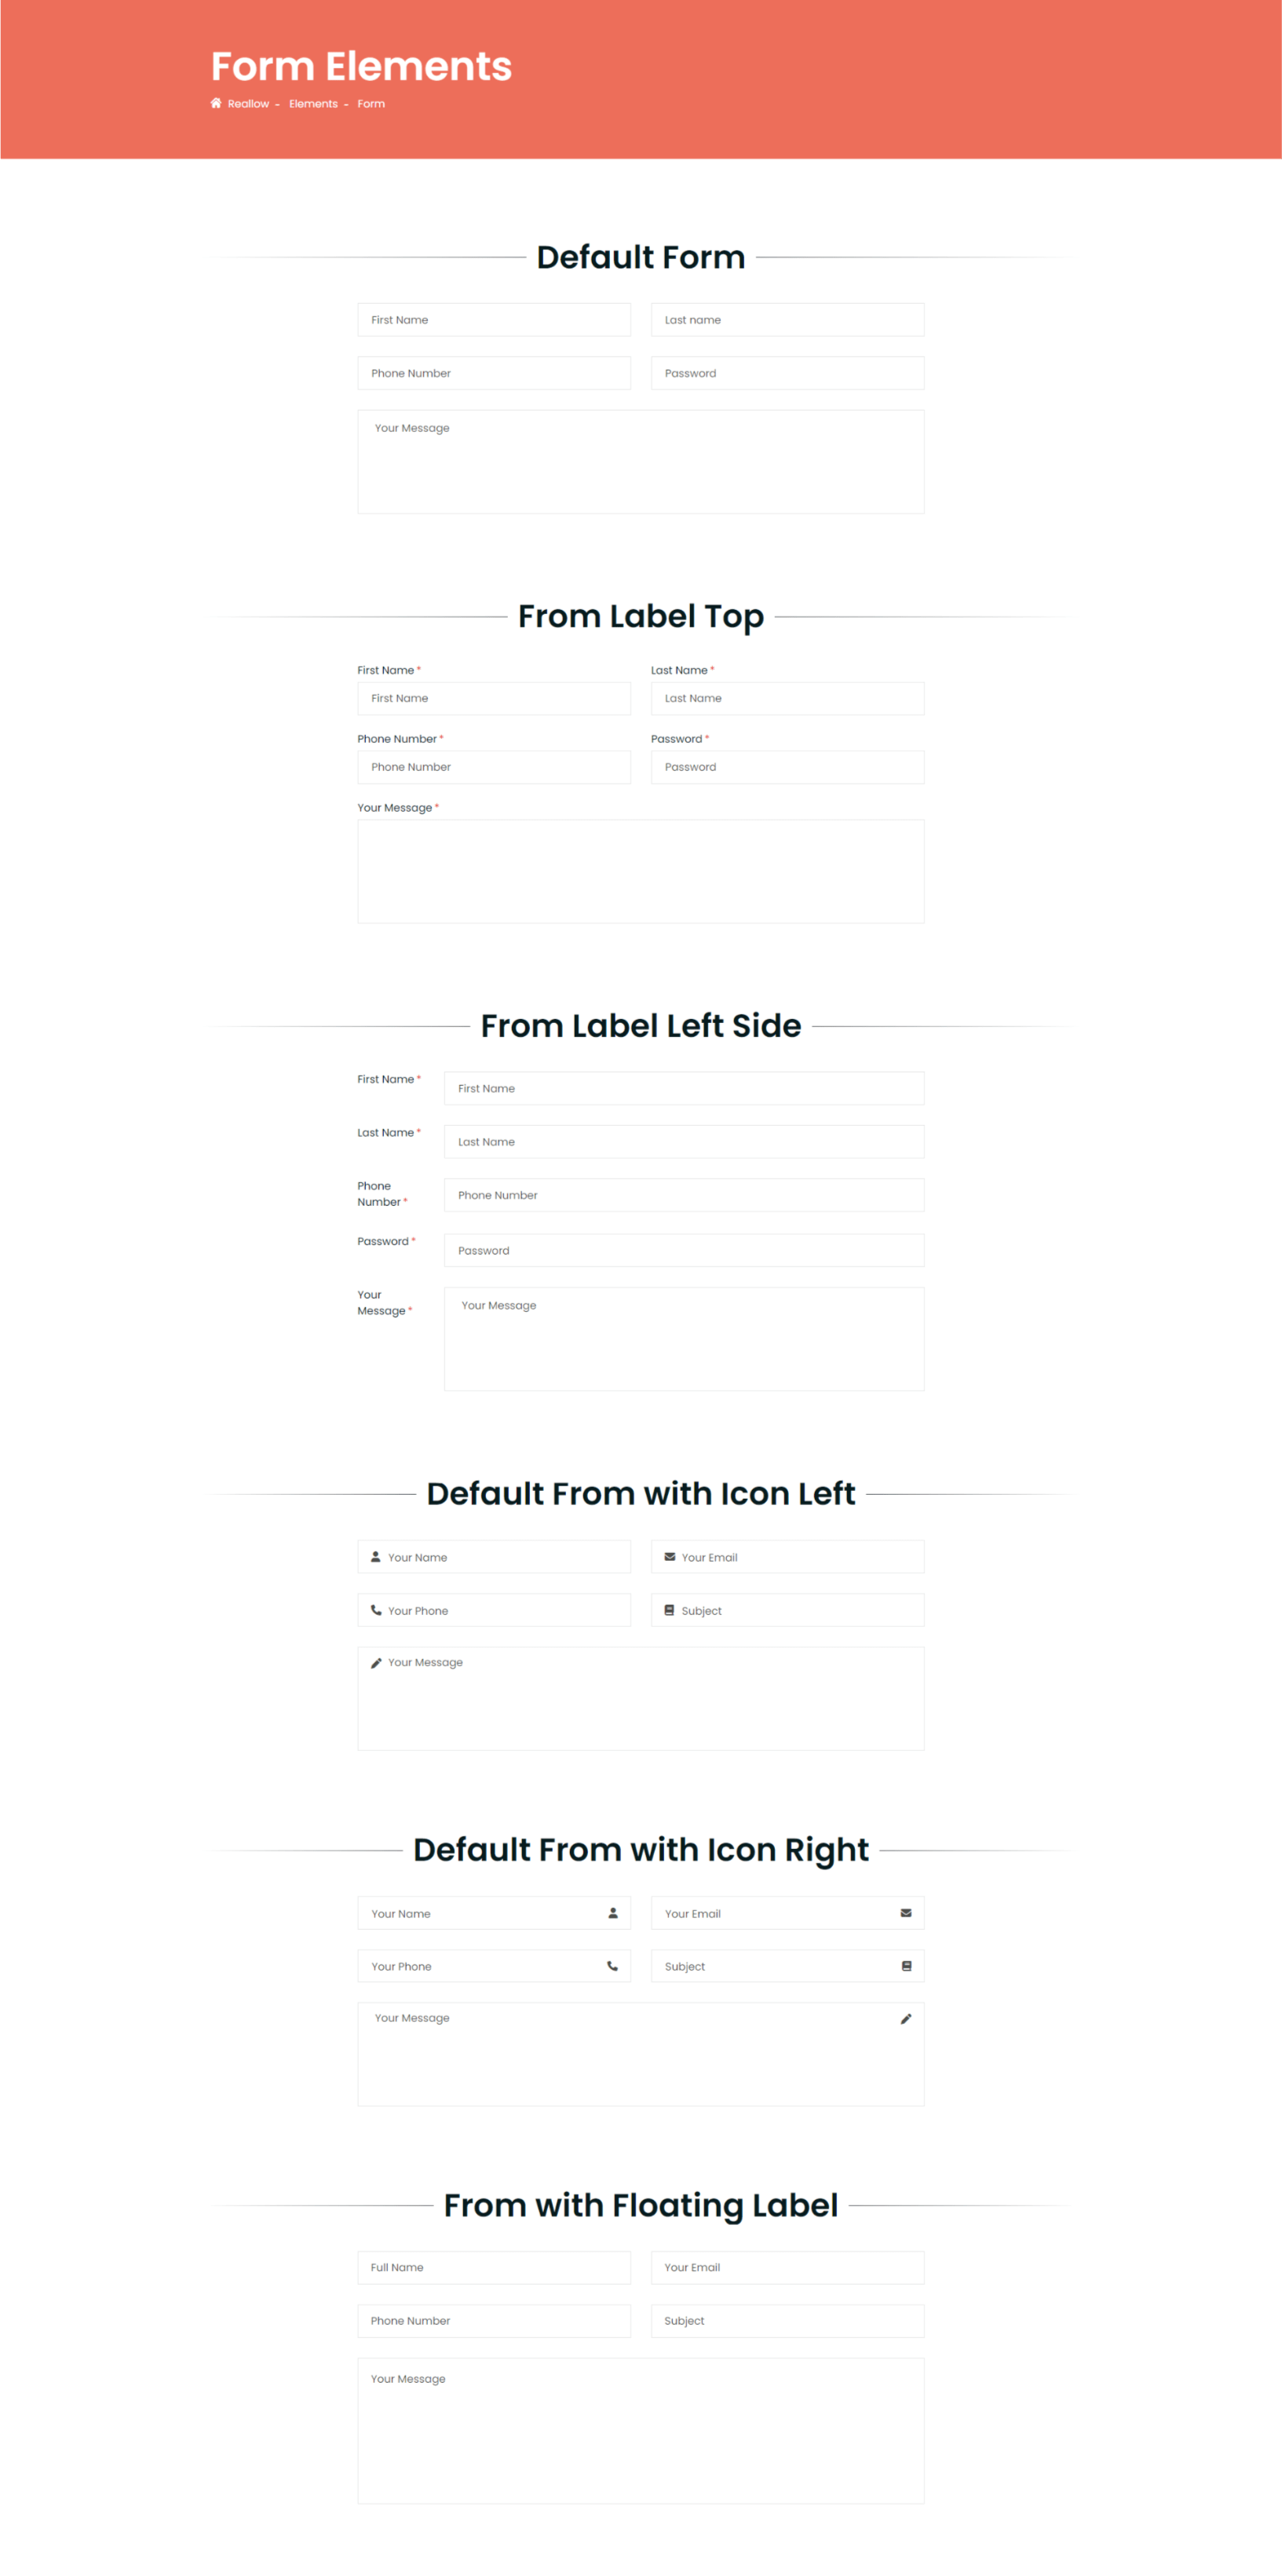 Form Elements
Reallow - Elements - Form
Default Form
First Name
Last name
Phone Number
Password
Your Message
From Label Top
First Name *
Last Name *
First Name
Last Name
Phone Number *
Password *
Phone Number
Password
Your Message *
From Label Left Side
First Name *
First Name
Last Name *
Last Name
Phone
Number *
Phone Number
Password *
Password
Your
Message *
Your Message
Default From with Icon Left
Your Name
Your Email
Your Phone
Subject
Your Message
Default From with Icon Right
Your Name
Your Email
Your Phone
Subject
Your Message
From with Floating Label
Full Name
Your Email
Phone Number
Subject
Your Message